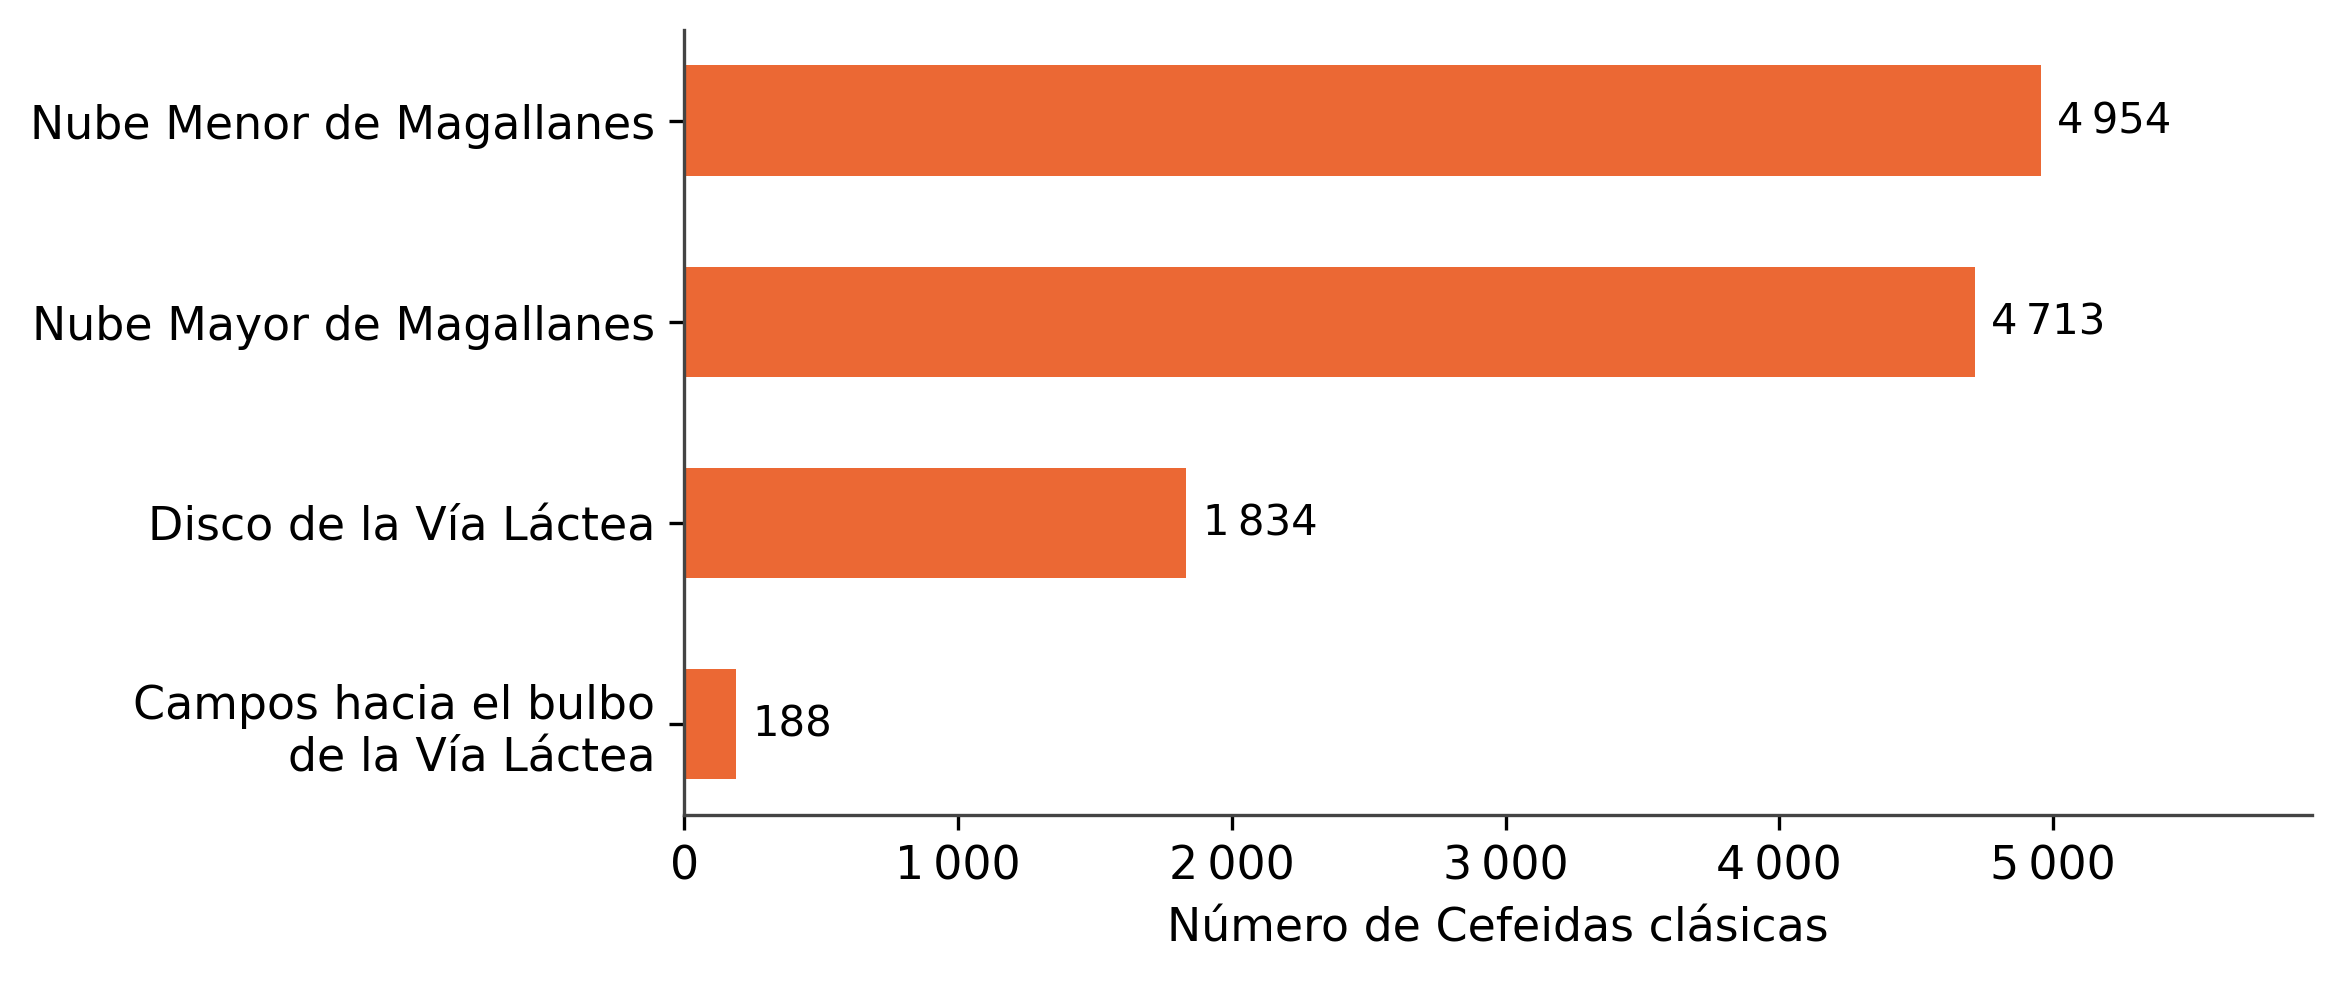 Nube Menor de Magallanes
4 954
Nube Mayor de Magallanes
4 713
Disco de la Vía Láctea
1 834
Campos hacia el bulbo
de la Vía Láctea
188
0 1 000 2 000 3 000 4 000 5 000
Número de Cefeidas clásicas